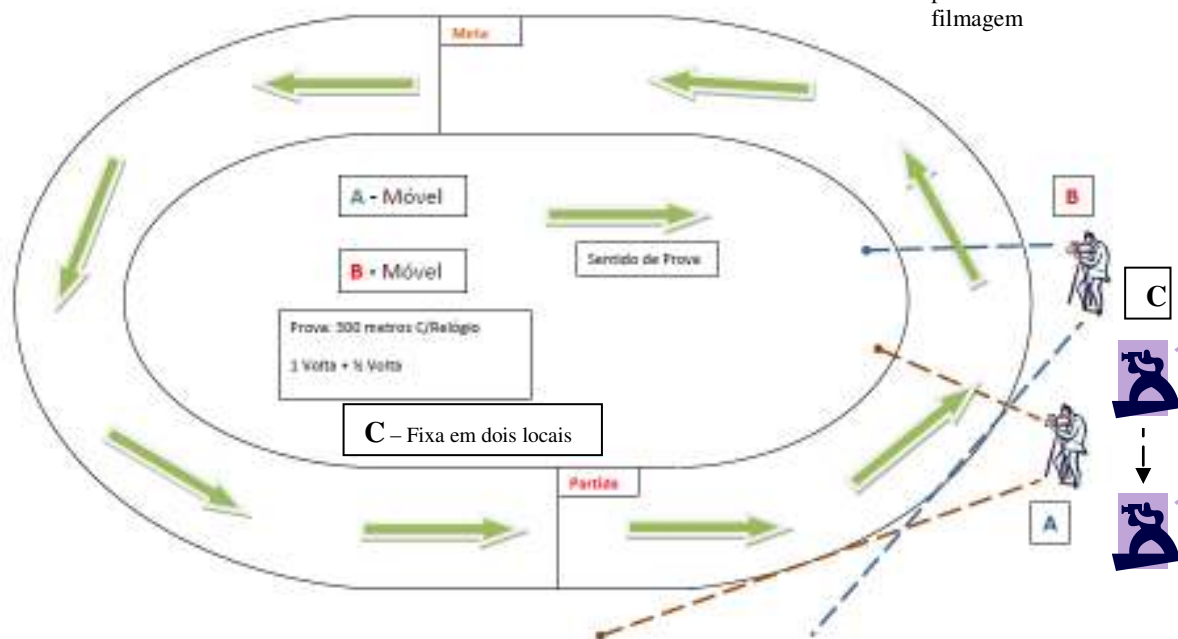 filmagem
Meta
A - Móvel
B
B - Móvel
Sentido de Prova
C
Prova: 300 metros C/Relógio
1 Volta + ½ Volta
C – Fixa em dois locais
Partida
A